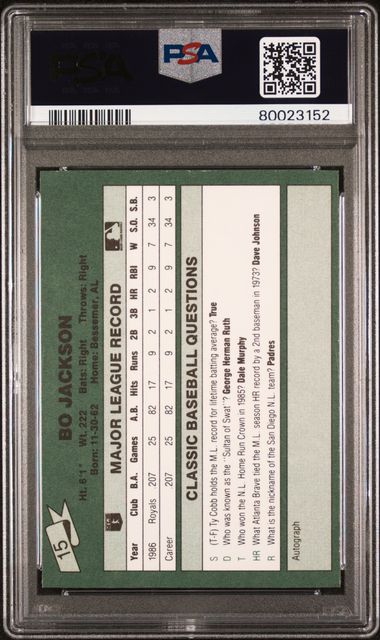 PSA
PSA
80023152
15
BO JACKSON
Ht. 6'1" Wt. 222 Bats: Right Throws: Right
Born: 11-30-62 Home: Bessemer, AL
MAJOR LEAGUE RECORD
Year Club B.A. Games A.B. Hits Runs 2B 3B HR RBI W S.O. S.B.
1986 Royals 207 25 82 17 9 2 1 2 9 7 34 3
Career 207 25 82 17 9 2 1 2 9 7 34 3
CLASSIC BASEBALL QUESTIONS
S (T-F) Ty Cobb holds the M.L. record for lifetime batting average? True
D Who was known as the "Sultan of Swat"? George Herman Ruth
T Who won the N.L. Home Run Crown in 1985? Dale Murphy
HR What Atlanta Brave tied the M.L. season HR record by a 2nd baseman in 1973? Dave Johnson
R What is the nickname of the San Diego N.L. team? Padres
Autograph